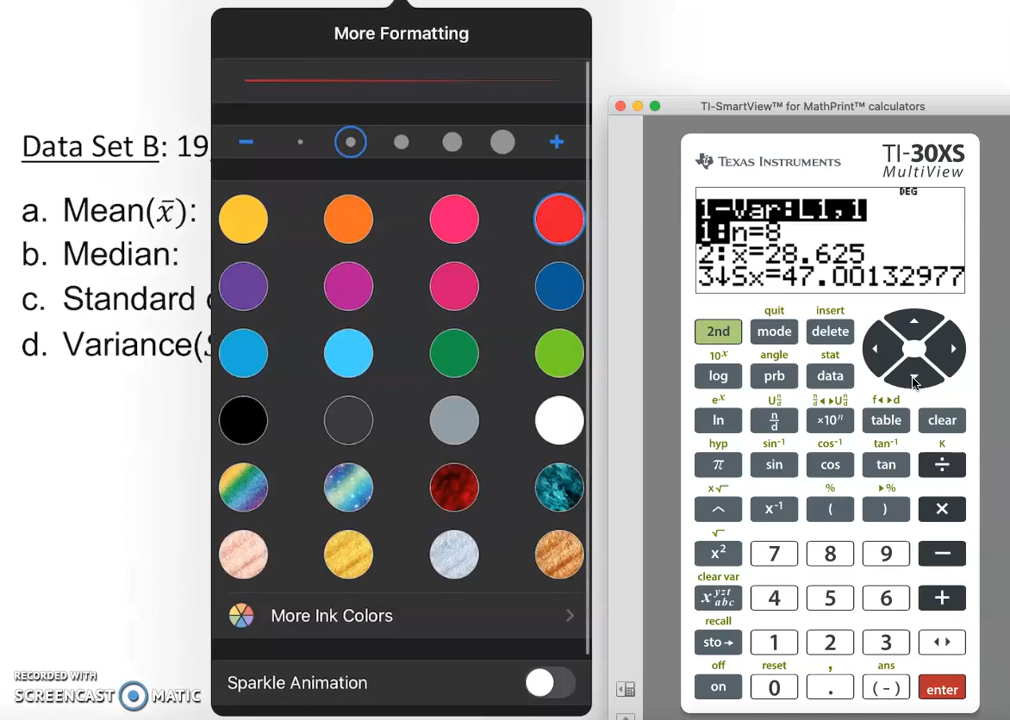 More Formatting
Data Set B: 19,
a. Mean(x̄):
b. Median:
c. Standard
d. Variance(S
More Ink Colors
Sparkle Animation
RECORDED WITH
SCREENCAST MATIC
TI-SmartView™ for MathPrint™ calculators
TEXAS INSTRUMENTS
TI-30XS
MultiView
DEG
1-Var:L1,1
1:n=8
2:x̄=28.625
3↓Sx=47.00132977
quit insert
2nd mode delete
10ˣ angle stat
log prb data
eˣ U n/d n/d◄►U n/d f◄►d
ln n/d ×10ⁿ table clear
hyp sin⁻¹ cos⁻¹ tan⁻¹ K
π sin cos tan ÷
x√ % ►%
^ x⁻¹ ( ) ×
√
x² 7 8 9 −
clear var
x yzt abc 4 5 6 +
recall
sto→ 1 2 3 ◄►
off reset , ans
on 0 . (-) enter